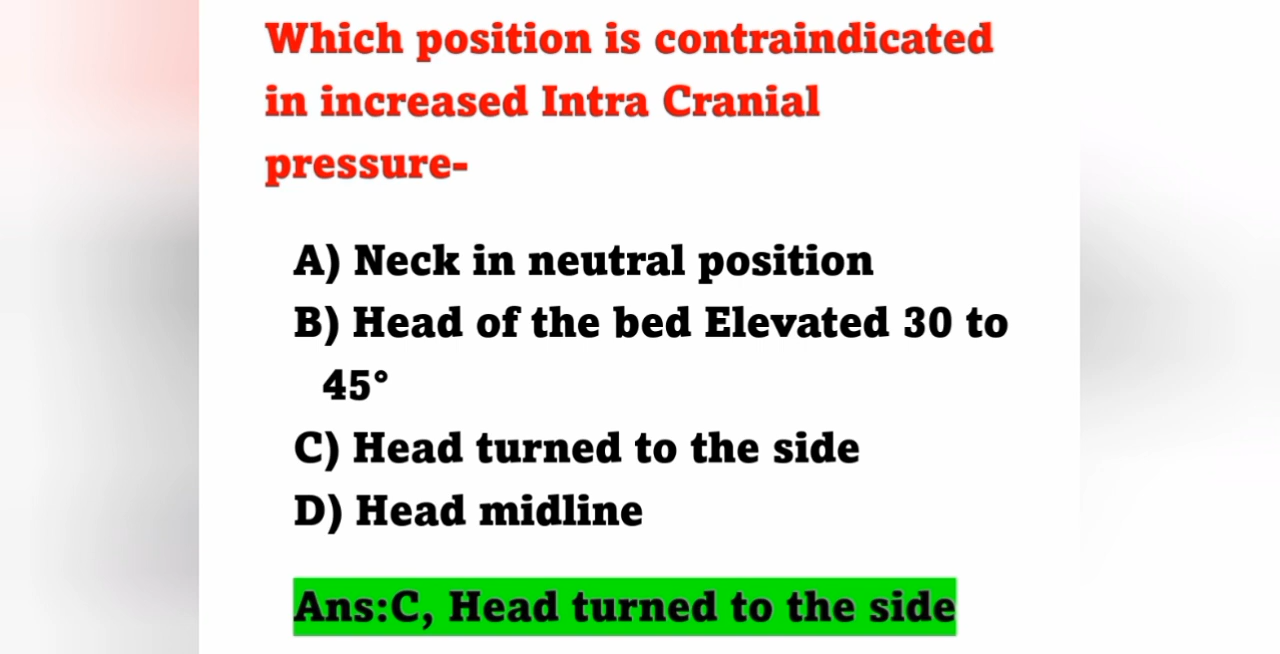 Which position is contraindicated
in increased Intra Cranial
pressure-
A) Neck in neutral position
B) Head of the bed Elevated 30 to
45°
C) Head turned to the side
D) Head midline
Ans:C, Head turned to the side